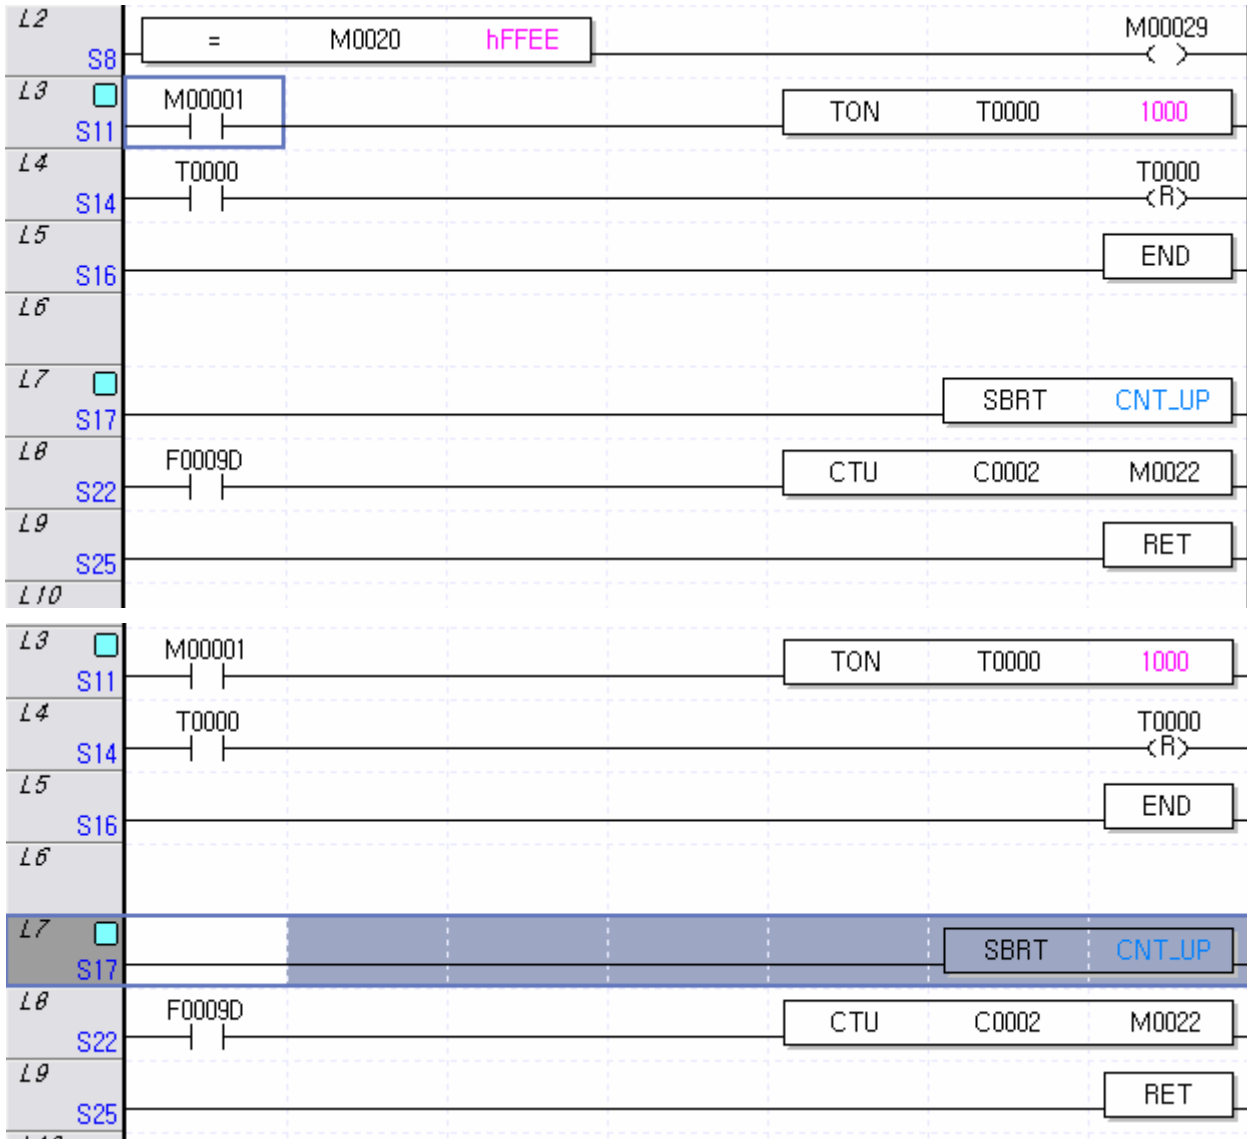 L2
S8
= M0020 hFFEE
M00029
L3
S11
M00001
TON T0000 1000
L4
S14
T0000
T0000
(R)
L5
S16
END
L6
L7
S17
SBRT CNT_UP
L8
S22
F0009D
CTU C0002 M0022
L9
S25
RET
L10
L3
S11
M00001
TON T0000 1000
L4
S14
T0000
T0000
(R)
L5
S16
END
L6
L7
S17
SBRT CNT_UP
L8
S22
F0009D
CTU C0002 M0022
L9
S25
RET